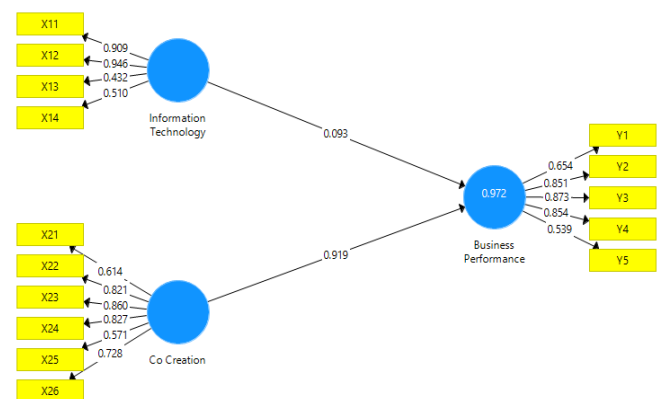 X11
X12
X13
X14
0.909
0.946
0.432
0.510
Information
Technology
0.093
X21
X22
X23
X24
X25
X26
0.614
0.821
0.860
0.827
0.571
0.728
Co Creation
0.919
0.972
Business
Performance
0.654
0.851
0.873
0.854
0.539
Y1
Y2
Y3
Y4
Y5